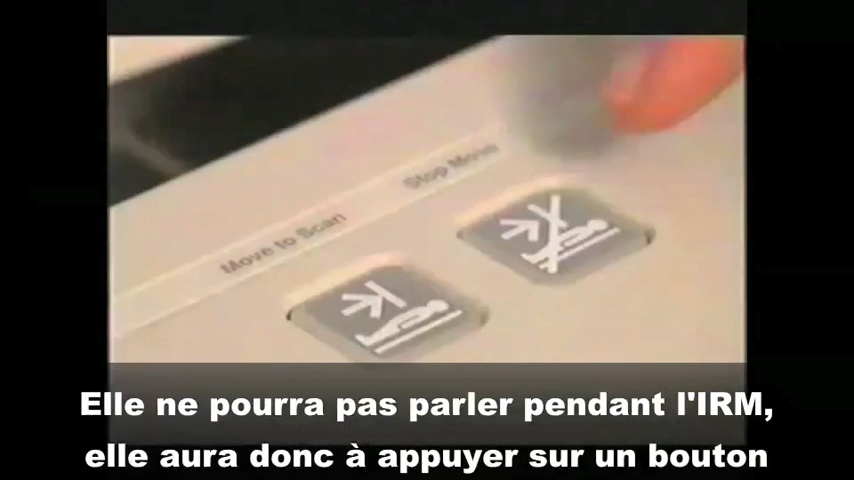 Stop Move
Move to Scan
Elle ne pourra pas parler pendant l'IRM,
elle aura donc à appuyer sur un bouton